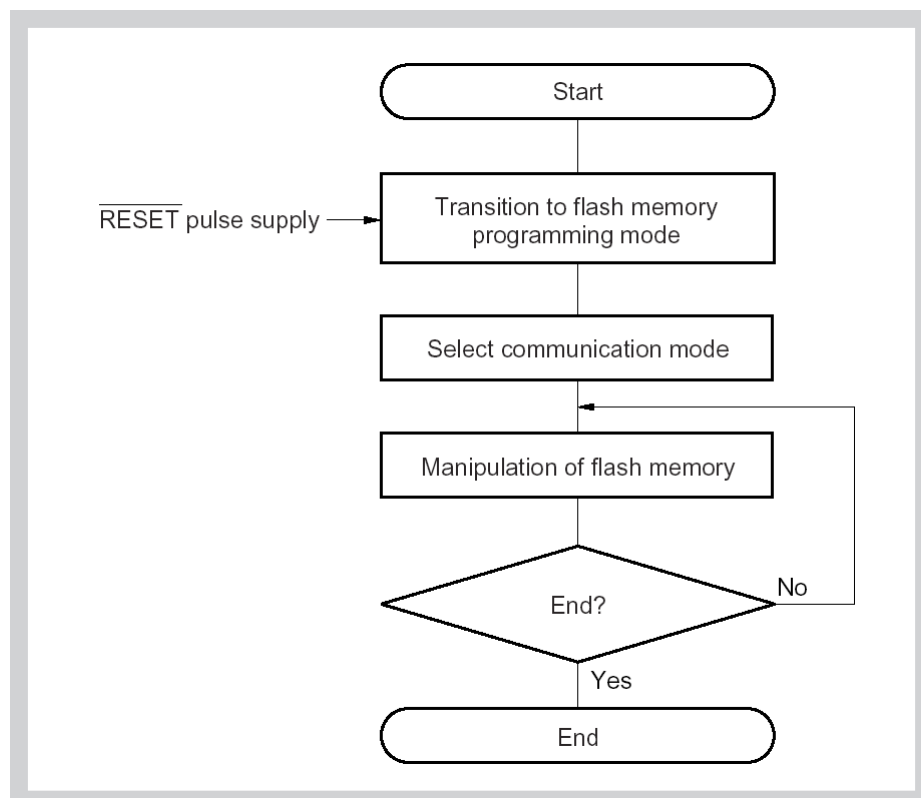 Start
RESET pulse supply
Transition to flash memory
programming mode
Select communication mode
Manipulation of flash memory
End?
No
Yes
End